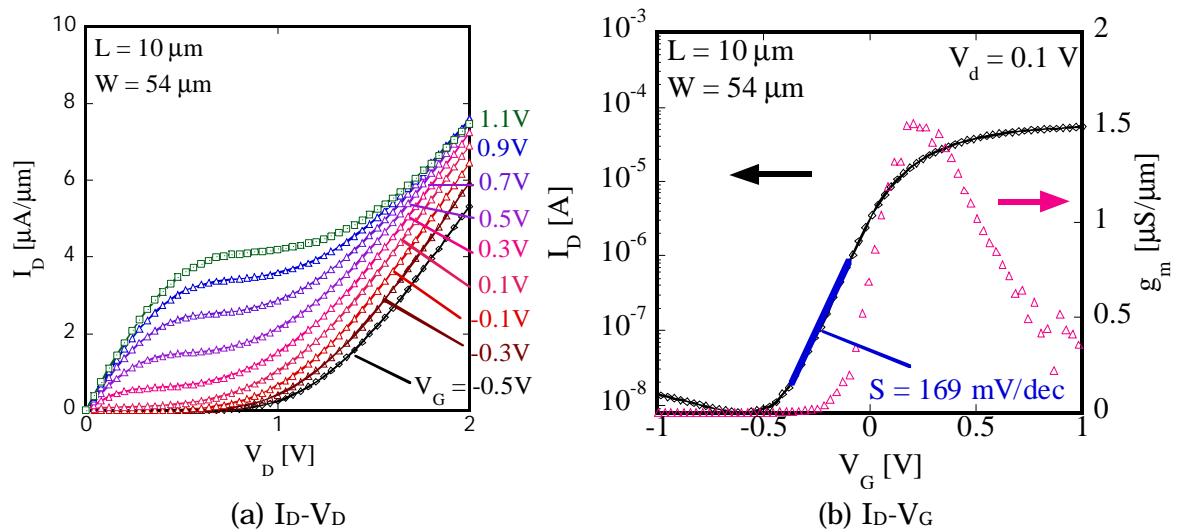 10
8
6
4
2
0
0
1
2
I_D [μA/μm]
V_D [V]
L = 10 μm
W = 54 μm
1.1V
0.9V
0.7V
0.5V
0.3V
0.1V
-0.1V
-0.3V
V_G = -0.5V
(a) ID-VD
10^-3
10^-4
10^-5
10^-6
10^-7
10^-8
I_D [A]
L = 10 μm
W = 54 μm
V_d = 0.1 V
S = 169 mV/dec
2
1.5
1
0.5
0
g_m [μS/μm]
-1
-0.5
0
0.5
1
V_G [V]
(b) ID-VG